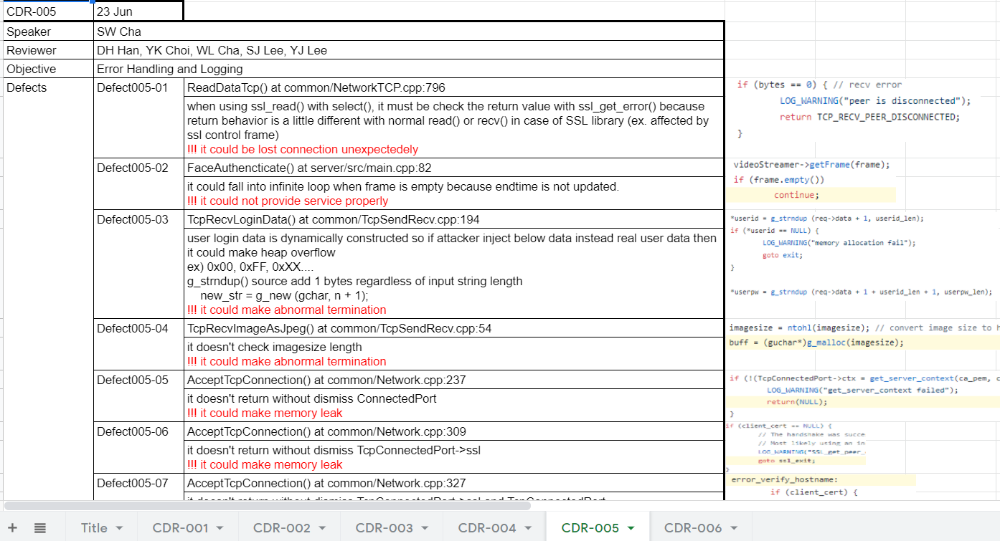 CDR-005 23 Jun
Speaker SW Cha
Reviewer DH Han, YK Choi, WL Cha, SJ Lee, YJ Lee
Objective Error Handling and Logging
Defects Defect005-01 ReadDataTcp() at common/NetworkTCP.cpp:796
when using ssl_read() with select(), it must be check the return value with ssl_get_error() because
return behavior is a little different with normal read() or recv() in case of SSL library (ex. affected by
ssl control frame)
!!! it could be lost connection unexpectedely
if (bytes == 0) { // recv error
LOG_WARNING("peer is disconnected");
return TCP_RECV_PEER_DISCONNECTED;
}
Defect005-02 FaceAuthencticate() at server/src/main.cpp:82
it could fall into infinite loop when frame is empty because endtime is not updated.
!!! it could not provide service properly
videoStreamer->getFrame(frame);
if (frame.empty())
continue;
Defect005-03 TcpRecvLoginData() at common/TcpSendRecv.cpp:194
user login data is dynamically constructed so if attacker inject below data instead real user data then
it could make heap overflow
ex) 0x00, 0xFF, 0xXX....
g_strndup() source add 1 bytes regardless of input string length
new_str = g_new (gchar, n + 1);
!!! it could make abnormal termination
*userid = g_strndup (req->data + 1, userid_len);
if (*userid == NULL) {
LOG_WARNING("memory allocation fail");
goto exit;
}
*userpw = g_strndup (req->data + 1 + userid_len + 1, userpw_len);
Defect005-04 TcpRecvImageAsJpeg() at common/TcpSendRecv.cpp:54
it doesn't check imagesize length
!!! it could make abnormal termination
imagesize = ntohl(imagesize); // convert image size to h
buff = (guchar*)g_malloc(imagesize);
Defect005-05 AcceptTcpConnection() at common/Network.cpp:237
it doesn't return without dismiss ConnectedPort
!!! it could make memory leak
if (!(TcpConnectedPort->ctx = get_server_context(ca_pem, c
LOG_WARNING("get_server_context failed");
return(NULL);
}
Defect005-06 AcceptTcpConnection() at common/Network.cpp:309
it doesn't return without dismiss TcpConnectedPort->ssl
!!! it could make memory leak
if (client_cert == NULL) {
// The handshake was succe
// Most likely using an in
LOG_WARNING("SSL_get_peer_
goto ssl_exit;
}
Defect005-07 AcceptTcpConnection() at common/Network.cpp:327
it doesn't return without dismiss TcpConnectedPort->ssl and TcpConnectedPort
error_verify_hostname:
if (client_cert) {
+ Title CDR-001 CDR-002 CDR-003 CDR-004 CDR-005 CDR-006